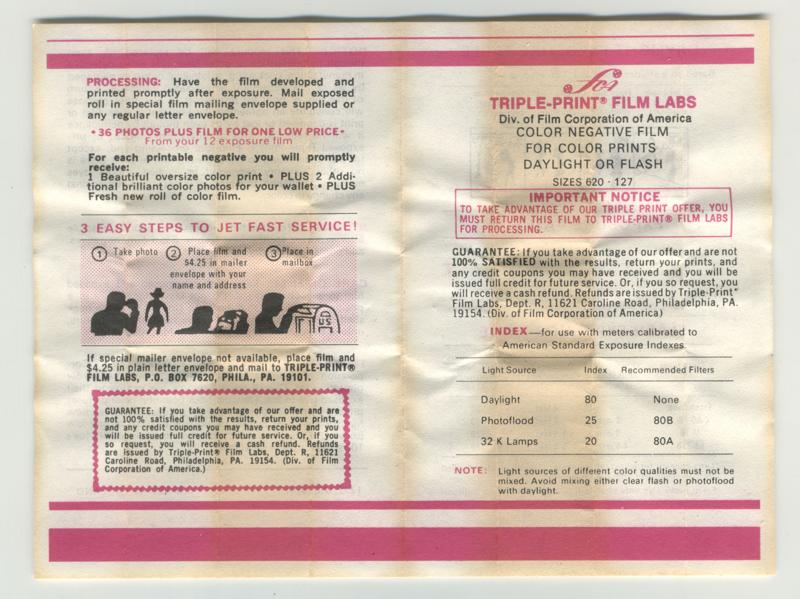 PROCESSING: Have the film developed and
printed promptly after exposure. Mail exposed
roll in special film mailing envelope supplied or
any regular letter envelope.
•36 PHOTOS PLUS FILM FOR ONE LOW PRICE•
From your 12 exposure film
For each printable negative you will promptly
receive:
1 Beautiful oversize color print • PLUS 2 Addi-
tional brilliant color photos for your wallet • PLUS
Fresh new roll of color film.
3 EASY STEPS TO JET FAST SERVICE!
1 Take photo
2 Place film and
$4.25 in mailer
envelope with your
name and address
3 Place in
mailbox
US
If special mailer envelope not available, place film and
$4.25 in plain letter envelope and mail to TRIPLE-PRINT®
FILM LABS, P.O. BOX 7620, PHILA., PA. 19101.
GUARANTEE: If you take advantage of our offer and are
not 100% satisfied with the results, return your prints,
and any credit coupons you may have received and you
will be issued full credit for future service. Or, if you
so request, you will receive a cash refund. Refunds
are issued by Triple-Print® Film Labs, Dept. R, 11621
Caroline Road, Philadelphia, PA. 19154. (Div. of Film
Corporation of America.)
for
TRIPLE-PRINT® FILM LABS
Div. of Film Corporation of America
COLOR NEGATIVE FILM
FOR COLOR PRINTS
DAYLIGHT OR FLASH
SIZES 620 · 127
IMPORTANT NOTICE
TO TAKE ADVANTAGE OF OUR TRIPLE PRINT OFFER, YOU
MUST RETURN THIS FILM TO TRIPLE-PRINT® FILM LABS
FOR PROCESSING.
GUARANTEE: If you take advantage of our offer and are not
100% SATISFIED with the results, return your prints, and
any credit coupons you may have received and you will be
issued full credit for future service. Or, if you so request, you
will receive a cash refund. Refunds are issued by Triple-Print®
Film Labs, Dept. R, 11621 Caroline Road, Philadelphia, PA.
19154. (Div. of Film Corporation of America)
INDEX—for use with meters calibrated to
American Standard Exposure Indexes
Light Source Index Recommended Filters
Daylight 80 None
Photoflood 25 80B
32 K Lamps 20 80A
NOTE: Light sources of different color qualities must not be
mixed. Avoid mixing either clear flash or photoflood
with daylight.